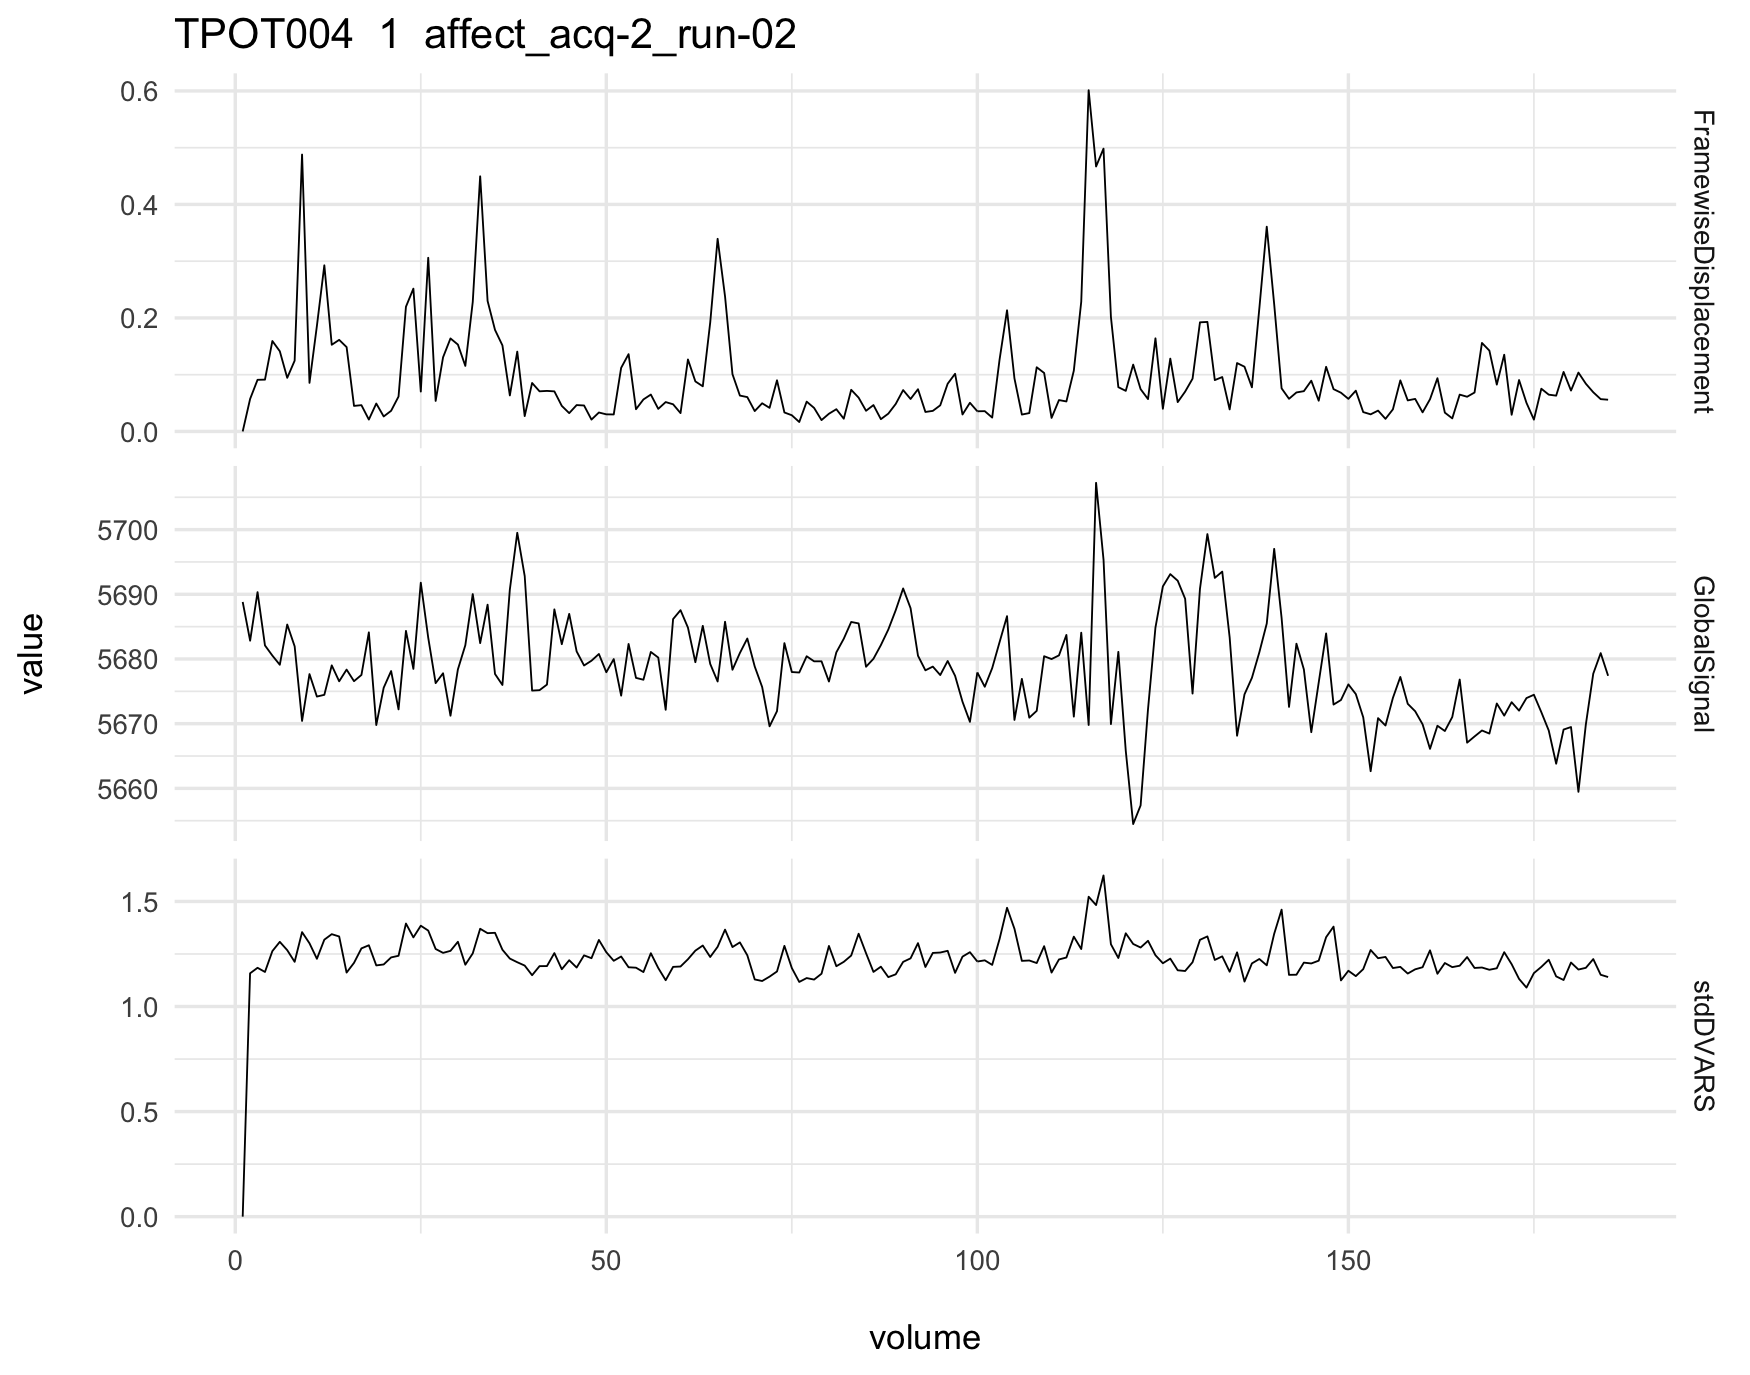 TPOT004 1 affect_acq-2_run-02
0.6
0.4
0.2
0.0
FramewiseDisplacement
5700
5690
5680
5670
5660
GlobalSignal
1.5
1.0
0.5
0.0
stdDVARS
value
0 50 100 150
volume